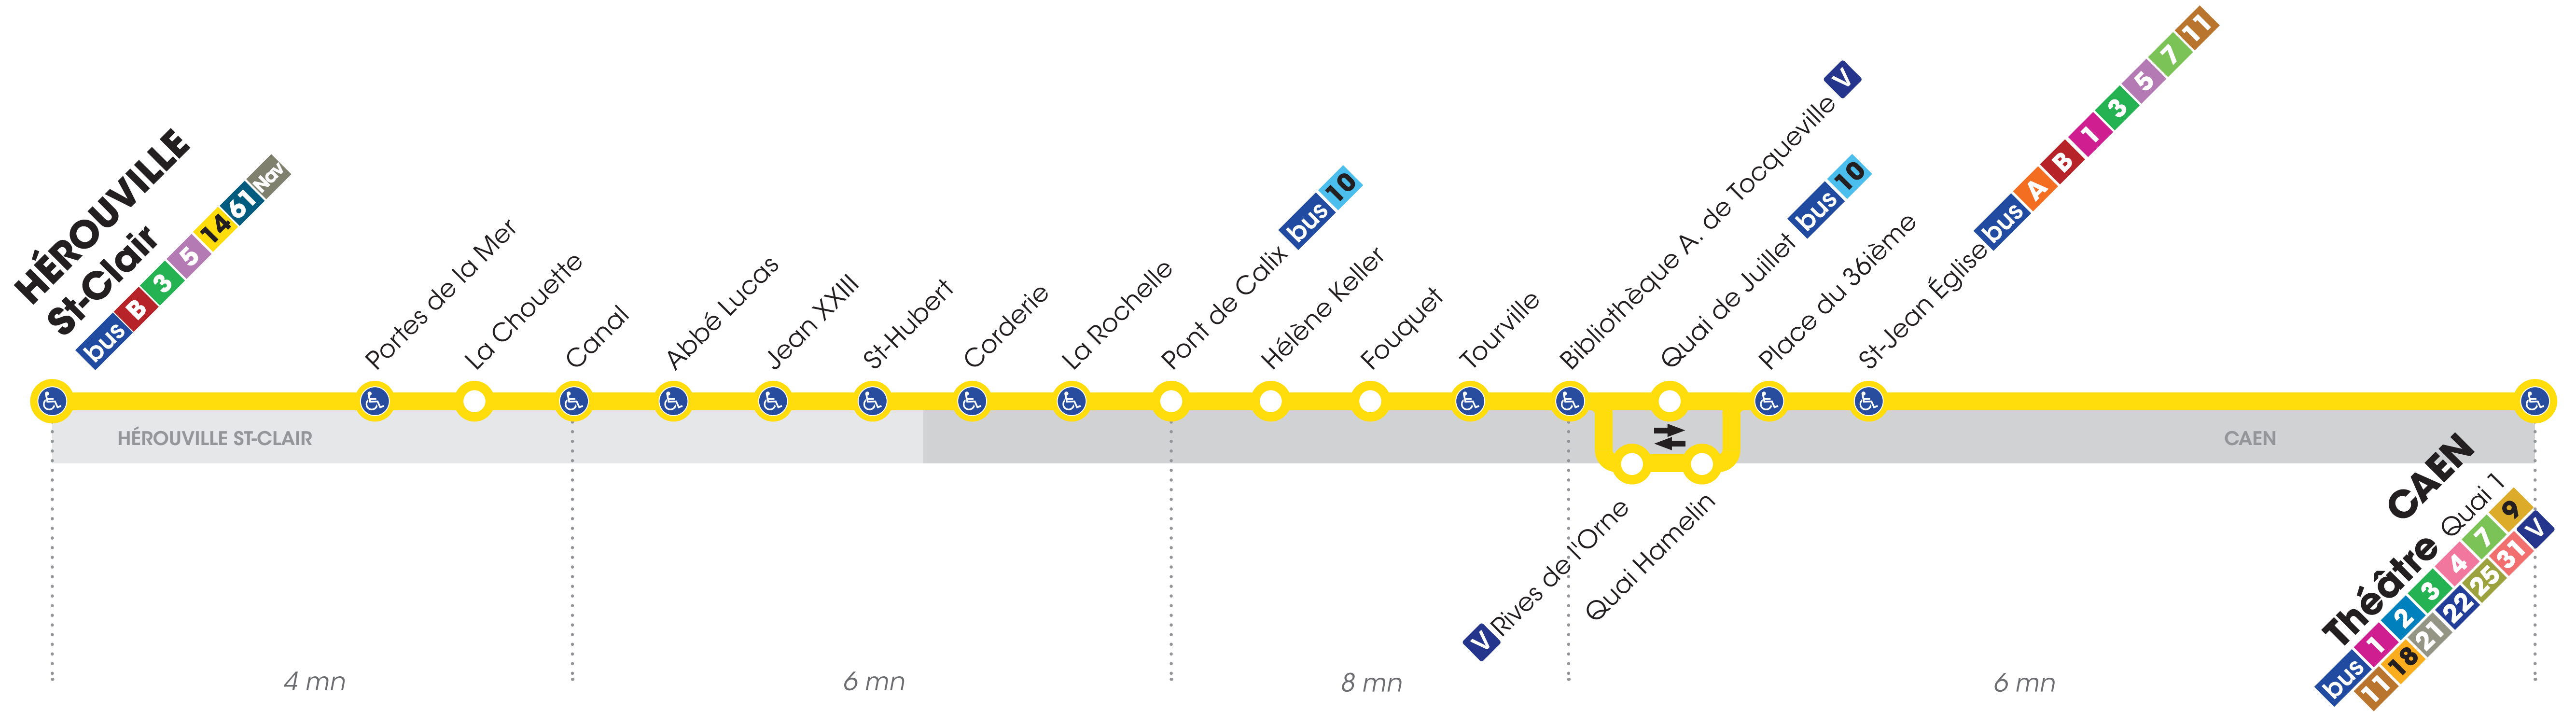 HÉROUVILLE
St-Clair
bus B 3 5 14 61 Nav
Portes de la Mer
La Chouette
Canal
Abbé Lucas
Jean XXIII
St-Hubert
Corderie
La Rochelle
Pont de Calix bus 10
Hélène Keller
Fouquet
Tourville
Bibliothèque A. de Tocqueville V
Quai de Juillet bus 10
Place du 36ième
St-Jean Église bus A B 1 3 5 7 11
HÉROUVILLE ST-CLAIR
CAEN
V Rives de l'Orne
Quai Hamelin
CAEN
Théâtre Quai 1
bus 1 2 3 4 7 9
11 18 21 22 25 31 V
4 mn
6 mn
8 mn
6 mn